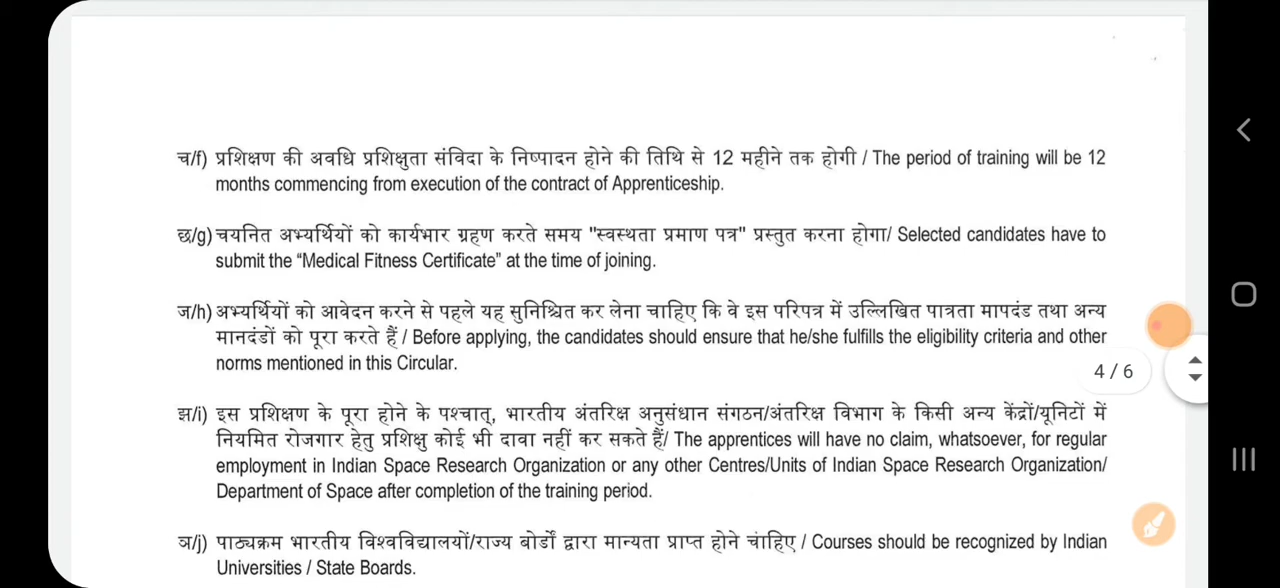 च/f) प्रशिक्षण की अवधि प्रशिक्षुता संविदा के निष्पादन होने की तिथि से 12 महीने तक होगी / The period of training will be 12
months commencing from execution of the contract of Apprenticeship.
छ/g) चयनित अभ्यर्थियों को कार्यभार ग्रहण करते समय "स्वस्थता प्रमाण पत्र" प्रस्तुत करना होगा/ Selected candidates have to
submit the “Medical Fitness Certificate” at the time of joining.
ज/h) अभ्यर्थियों को आवेदन करने से पहले यह सुनिश्चित कर लेना चाहिए कि वे इस परिपत्र में उल्लिखित पात्रता मापदंड तथा अन्य
मानदंडों को पूरा करते हैं / Before applying, the candidates should ensure that he/she fulfills the eligibility criteria and other
norms mentioned in this Circular.
4 / 6
झ/i) इस प्रशिक्षण के पूरा होने के पश्चात्, भारतीय अंतरिक्ष अनुसंधान संगठन/अंतरिक्ष विभाग के किसी अन्य केंद्रों/यूनिटों में
नियमित रोजगार हेतु प्रशिक्षु कोई भी दावा नहीं कर सकते हैं/ The apprentices will have no claim, whatsoever, for regular
employment in Indian Space Research Organization or any other Centres/Units of Indian Space Research Organization/
Department of Space after completion of the training period.
ञ/j) पाठ्यक्रम भारतीय विश्वविद्यालयों/राज्य बोर्डों द्वारा मान्यता प्राप्त होने चाहिए / Courses should be recognized by Indian
Universities / State Boards.